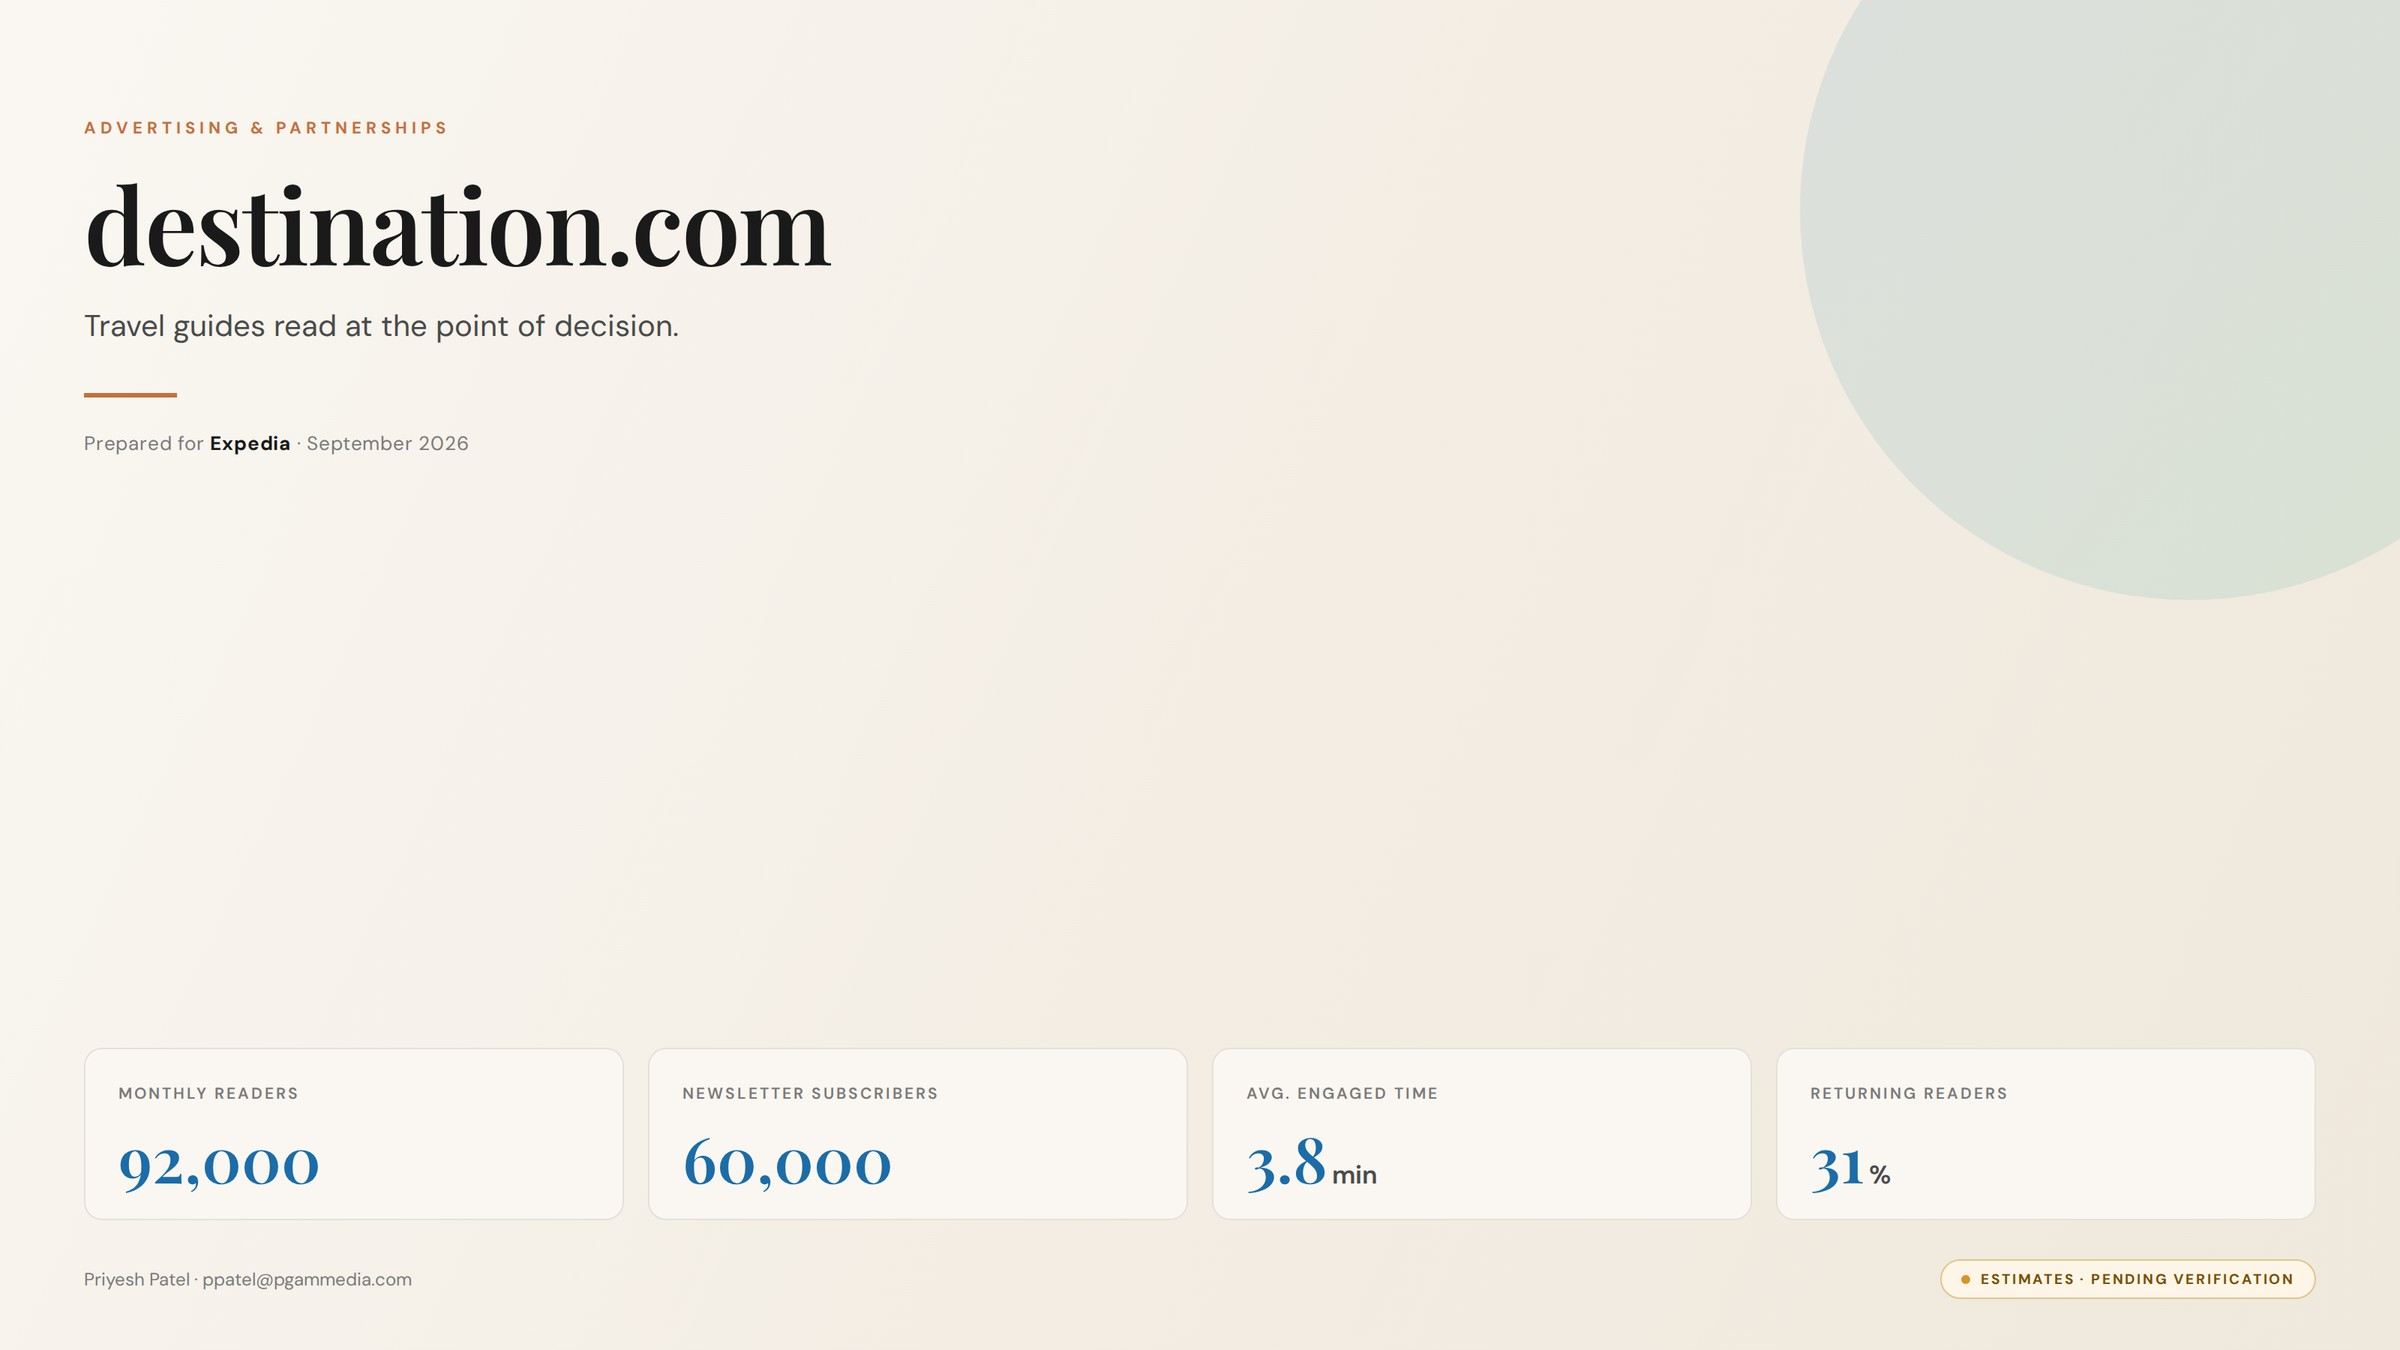 ADVERTISING & PARTNERSHIPS
destination.com
Travel guides read at the point of decision.
Prepared for Expedia · September 2026
MONTHLY READERS
92,000
NEWSLETTER SUBSCRIBERS
60,000
AVG. ENGAGED TIME
3.8 min
RETURNING READERS
31 %
Priyesh Patel · ppatel@pgammedia.com
ESTIMATES · PENDING VERIFICATION